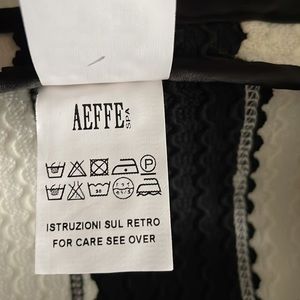 AEFFE SPA
ISTRUZIONI SUL RETRO
FOR CARE SEE OVER